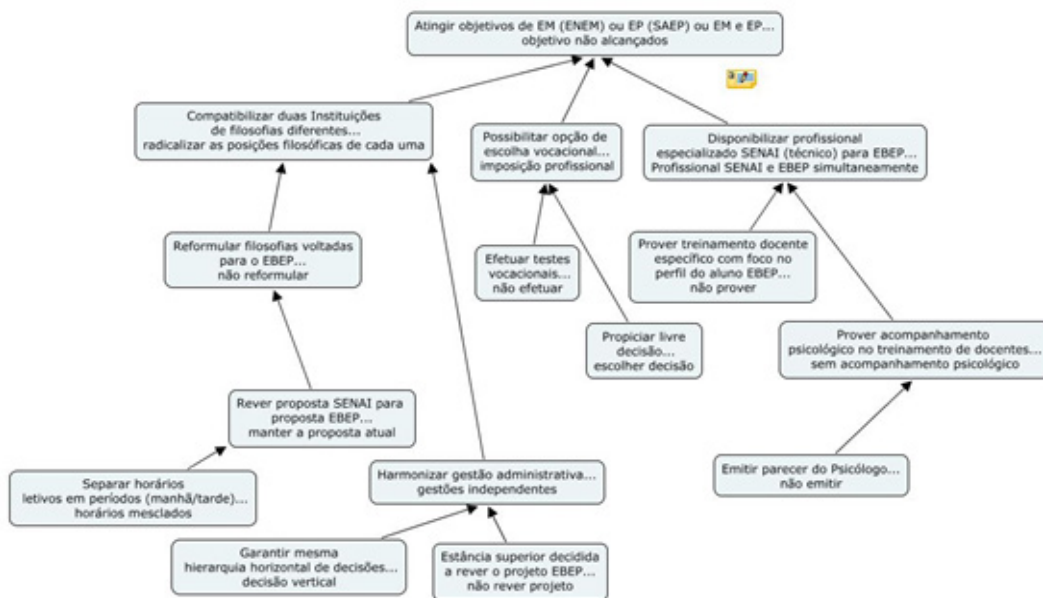 Atingir objetivos de EM (ENEM) ou EP (SAEP) ou EM e EP...
objetivo não alcançados
Compatibilizar duas Instituições
de filosofias diferentes...
radicalizar as posições filosóficas de cada uma
Possibilitar opção de
escolha vocacional...
imposição profissional
Disponibilizar profissional
especializado SENAI (técnico) para EBEP...
Profissional SENAI e EBEP simultaneamente
Reformular filosofias voltadas
para o EBEP...
não reformular
Efetuar testes
vocacionais...
não efetuar
Prover treinamento docente
específico com foco no
perfil do aluno EBEP...
não prover
Propiciar livre
decisão...
escolher decisão
Prover acompanhamento
psicológico no treinamento de docentes...
sem acompanhamento psicológico
Rever proposta SENAI para
proposta EBEP...
manter a proposta atual
Separar horários
letivos em períodos (manhã/tarde)...
horários mesclados
Harmonizar gestão administrativa...
gestões independentes
Emitir parecer do Psicólogo...
não emitir
Garantir mesma
hierarquia horizontal de decisões...
decisão vertical
Estância superior decidida
a rever o projeto EBEP...
não rever projeto